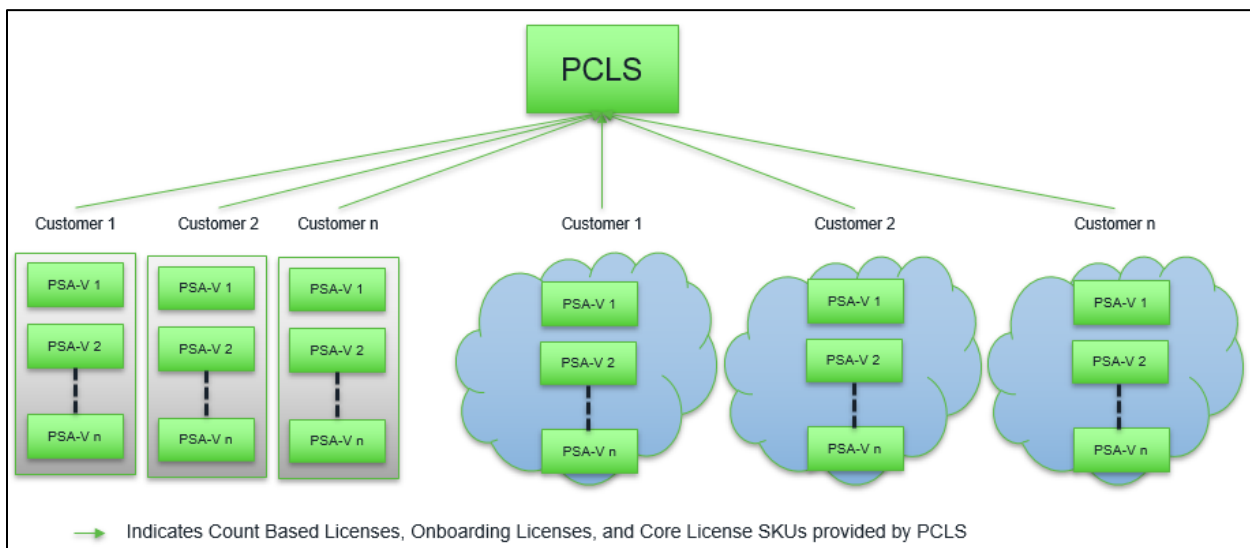 PCLS
Customer 1
Customer 2
Customer n
Customer 1
Customer 2
Customer n
PSA-V 1
PSA-V 2
PSA-V n
PSA-V 1
PSA-V 2
PSA-V n
PSA-V 1
PSA-V 2
PSA-V n
PSA-V 1
PSA-V 2
PSA-V n
PSA-V 1
PSA-V 2
PSA-V n
PSA-V 1
PSA-V 2
PSA-V n
Indicates Count Based Licenses, Onboarding Licenses, and Core License SKUs provided by PCLS